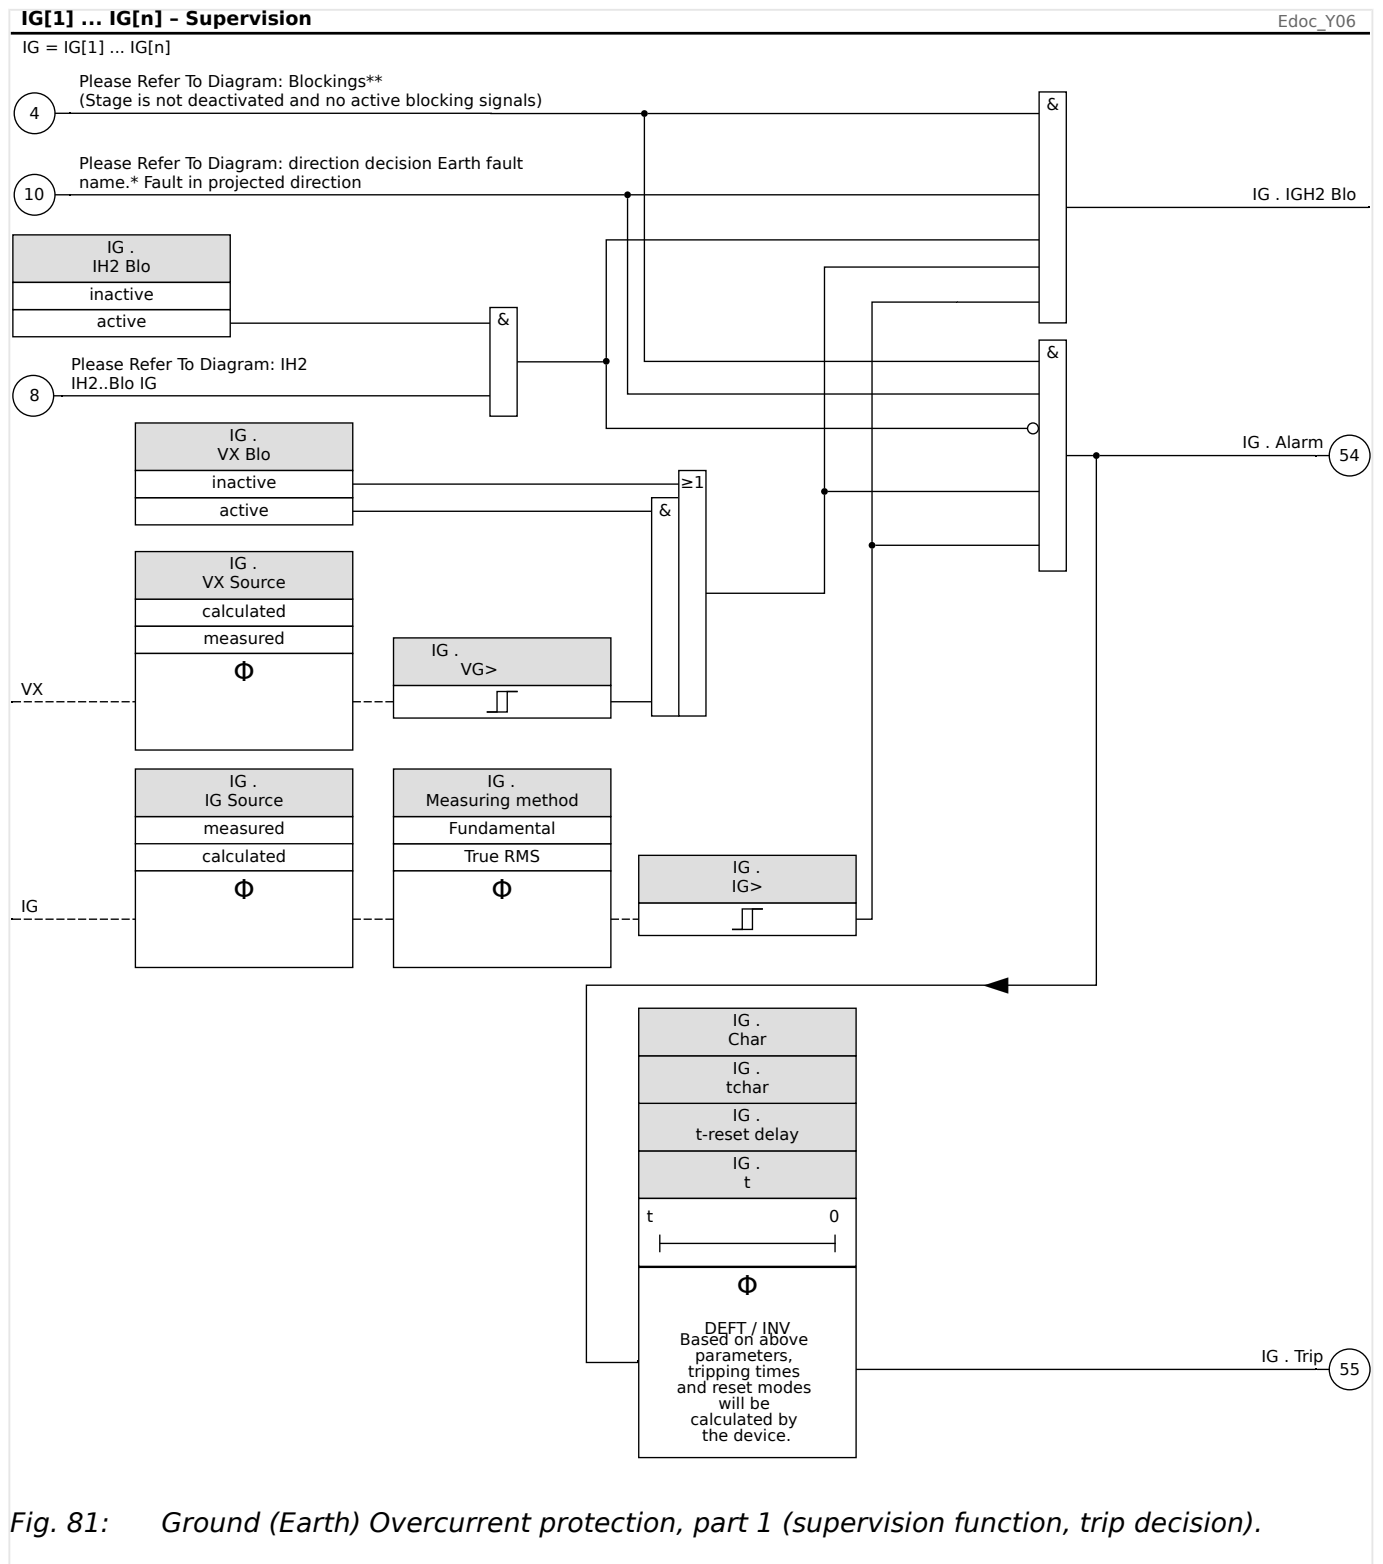 IG[1] ... IG[n] – Supervision
Edoc_Y06
IG = IG[1] ... IG[n]
Please Refer To Diagram: Blockings**
(Stage is not deactivated and no active blocking signals)
4
&
Please Refer To Diagram: direction decision Earth fault
name.* Fault in projected direction
10
IG . IGH2 Blo
IG .
IH2 Blo
inactive
active
&
Please Refer To Diagram: IH2
IH2..Blo IG
8
&
IG . Alarm
54
IG .
VX Blo
inactive
active
≥1
&
IG .
VX Source
calculated
measured
Φ
VX
IG .
VG>
IG .
IG Source
measured
calculated
Φ
IG
IG .
Measuring method
Fundamental
True RMS
Φ
IG .
IG>
IG .
Char
IG .
tchar
IG .
t-reset delay
IG .
t
t 0
Φ
DEFT / INV
Based on above
parameters,
tripping times
and reset modes
will be
calculated by
the device.
IG . Trip
55
Fig. 81: Ground (Earth) Overcurrent protection, part 1 (supervision function, trip decision).